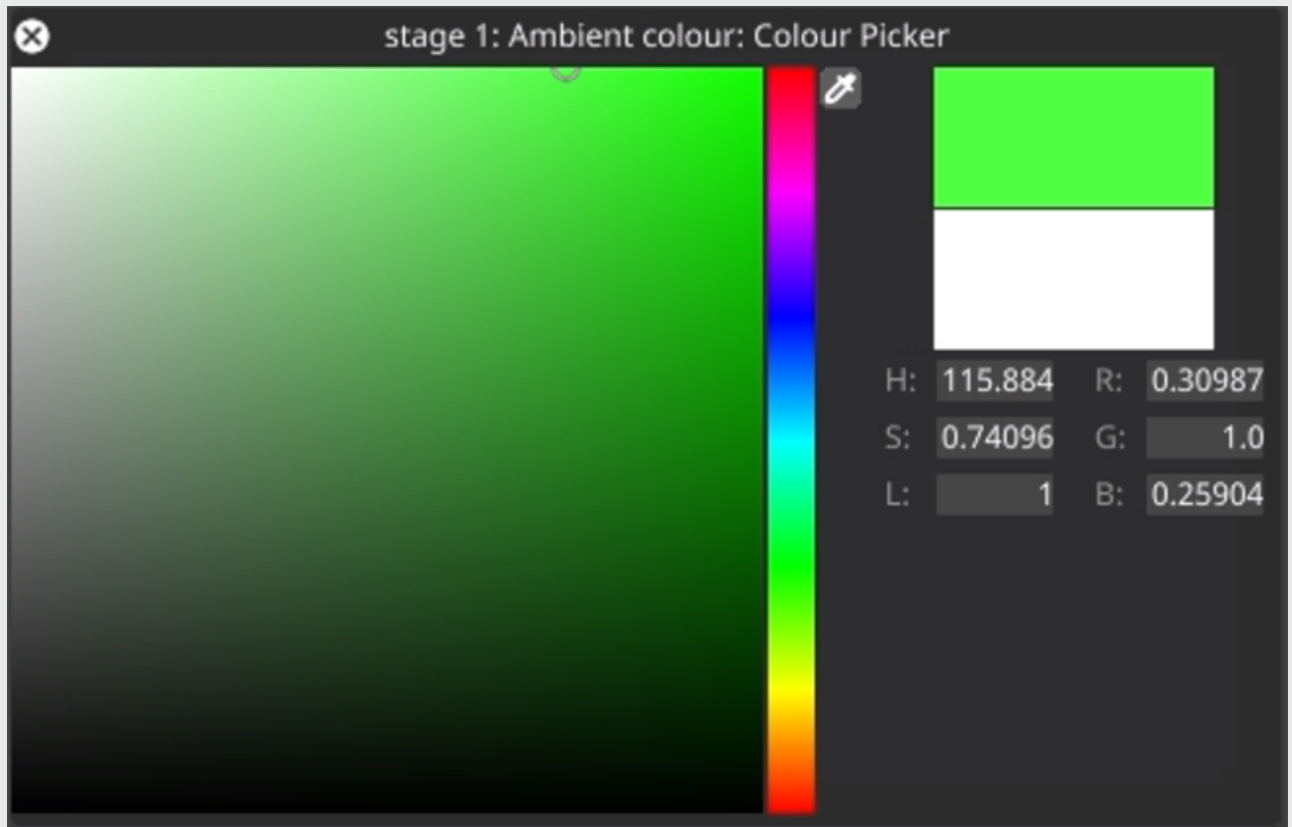 stage 1: Ambient colour: Colour Picker
H: 115.884 R: 0.30987
S: 0.74096 G: 1.0
L: 1 B: 0.25904